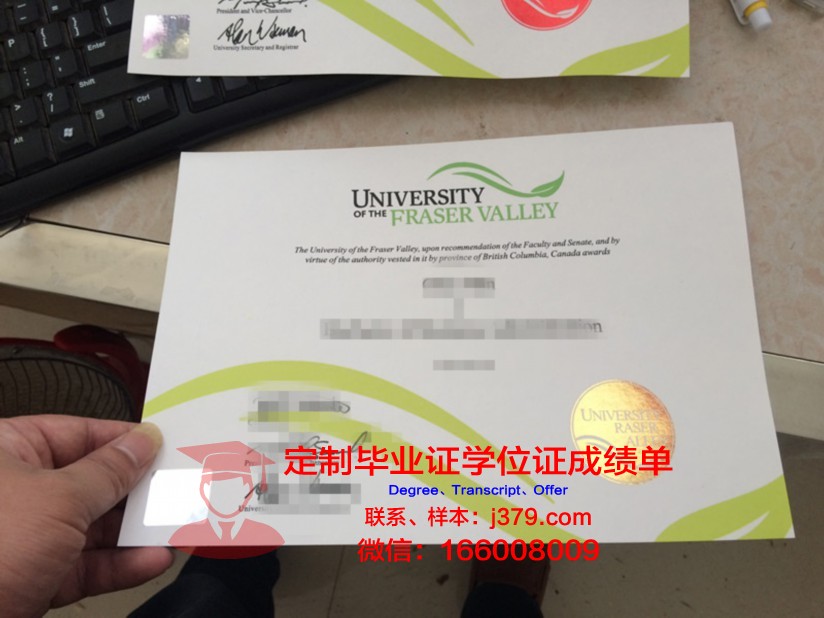 President and Vice-Chancellor
University Secretary and Registrar
Enter
Shift
Ctrl
Alt
UNIVERSITY
OF THE FRASER VALLEY
The University of the Fraser Valley, upon recommendation of the Faculty and Senate, and by
virtue of the authority vested in it by province of British Columbia, Canada awards
UNIVERSITY
RASER
ALLEY
定制毕业证学位证成绩单
Degree、Transcript、Offer
联系、样本：j379.com
微信：166008009